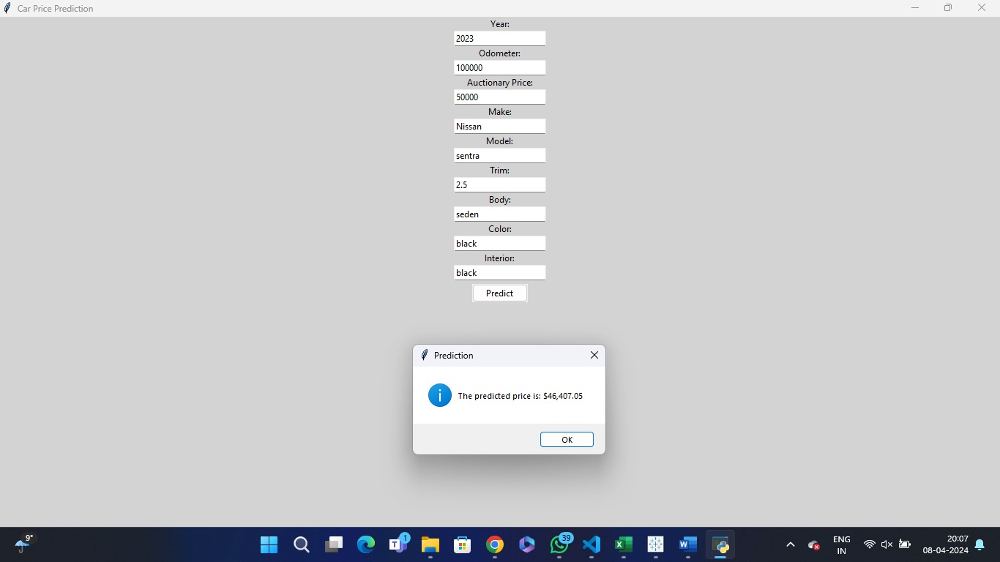 Car Price Prediction
Year:
2023
Odometer:
100000
Auctionary Price:
50000
Make:
Nissan
Model:
sentra
Trim:
2.5
Body:
seden
Color:
black
Interior:
black
Predict
Prediction
The predicted price is: $46,407.05
OK
9°
1
39
ENG
IN
20:07
08-04-2024